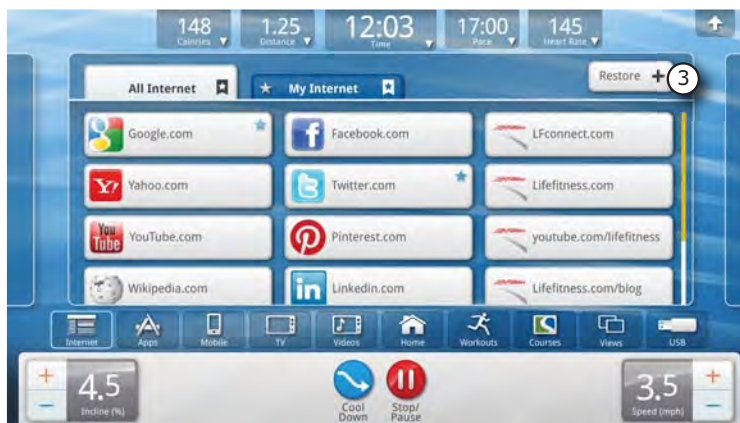 148 1.25 12:03 17:00 145
Calories Distance Time Pace Heart Rate
All Internet My Internet Restore + 3
Google.com Facebook.com LFconnect.com
Yahoo.com Twitter.com Lifefitness.com
YouTube.com Pinterest.com youtube.com/lifefitness
Wikipedia.com Linkedin.com Lifefitness.com/blog
Internet Apps Mobile TV Videos Home Workouts Courses Views USB
+ 4.5 3.5 +
− Incline (%) Cool Down Stop/Pause Speed (mph) −